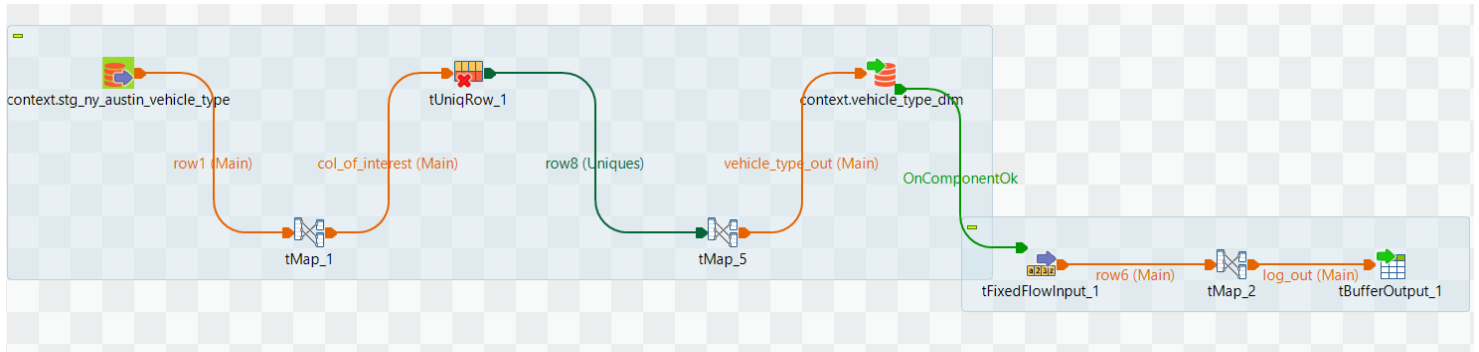 context.stg_ny_austin_vehicle_type
tUniqRow_1
context.vehicle_type_dim
row1 (Main)
col_of_interest (Main)
row8 (Uniques)
vehicle_type_out (Main)
OnComponentOk
tMap_1
tMap_5
a23z
row6 (Main)
log_out (Main)
tFixedFlowInput_1
tMap_2
tBufferOutput_1